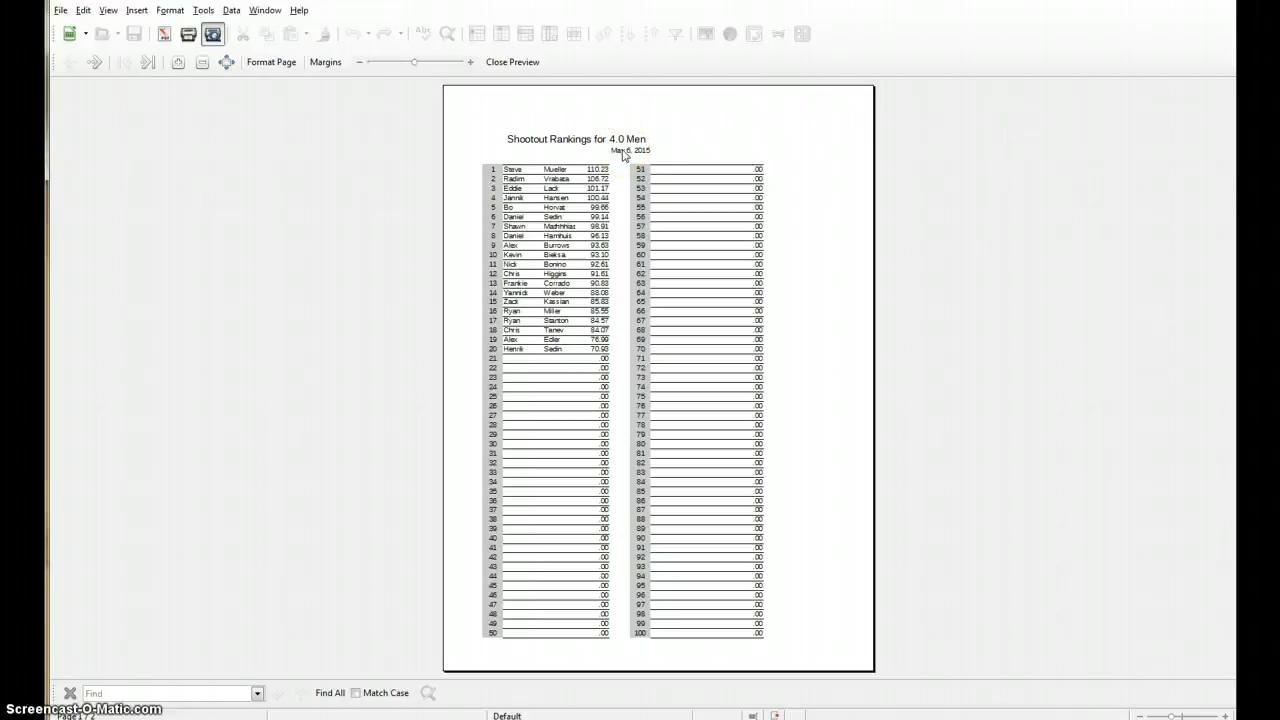 File Edit View Insert Format Tools Data Window Help
Format Page Margins Close Preview
Shootout Rankings for 4.0 Men
May 6, 2015
1 Steve Mueller 110.23 51 .00
2 Radim Vrabata 106.72 52 .00
3 Eddie Lack 101.17 53 .00
4 Jannik Hansen 100.44 54 .00
5 Bo Horvat 99.66 55 .00
6 Daniel Sedin 99.14 56 .00
7 Shawn Mathhias 98.91 57 .00
8 Daniel Hamhuis 96.13 58 .00
9 Alex Burrows 93.63 59 .00
10 Kevin Bieksa 93.10 60 .00
11 Nick Bonino 92.61 61 .00
12 Chris Higgins 91.61 62 .00
13 Frankie Corrado 90.83 63 .00
14 Yannick Weber 88.08 64 .00
15 Zack Kassian 85.83 65 .00
16 Ryan Miller 85.55 66 .00
17 Ryan Stanton 84.57 67 .00
18 Chris Tanev 84.07 68 .00
19 Alex Edler 76.99 69 .00
20 Henrik Sedin 70.93 70 .00
21 .00 71 .00
22 .00 72 .00
23 .00 73 .00
24 .00 74 .00
25 .00 75 .00
26 .00 76 .00
27 .00 77 .00
28 .00 78 .00
29 .00 79 .00
30 .00 80 .00
31 .00 81 .00
32 .00 82 .00
33 .00 83 .00
34 .00 84 .00
35 .00 85 .00
36 .00 86 .00
37 .00 87 .00
38 .00 88 .00
39 .00 89 .00
40 .00 90 .00
41 .00 91 .00
42 .00 92 .00
43 .00 93 .00
44 .00 94 .00
45 .00 95 .00
46 .00 96 .00
47 .00 97 .00
48 .00 98 .00
49 .00 99 .00
50 .00 100 .00
Find Find All Match Case
Screencast-O-Matic.com
Page 1 / 2 Default